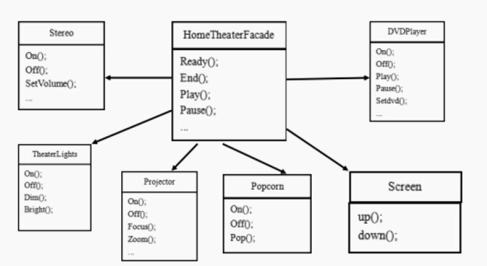 Stereo
On();
Off();
SetVolume();
...
HomeTheaterFacade
Ready();
End();
Play();
Pause();
...
DVDPlayer
On();
Off();
Play();
Pause();
Setdvd();
...
TheaterLights
On();
Off();
Dim();
Bright();
Projector
On();
Off();
Focus();
Zoom();
...
Popcorn
On();
Off();
Pop();
Screen
up();
down();